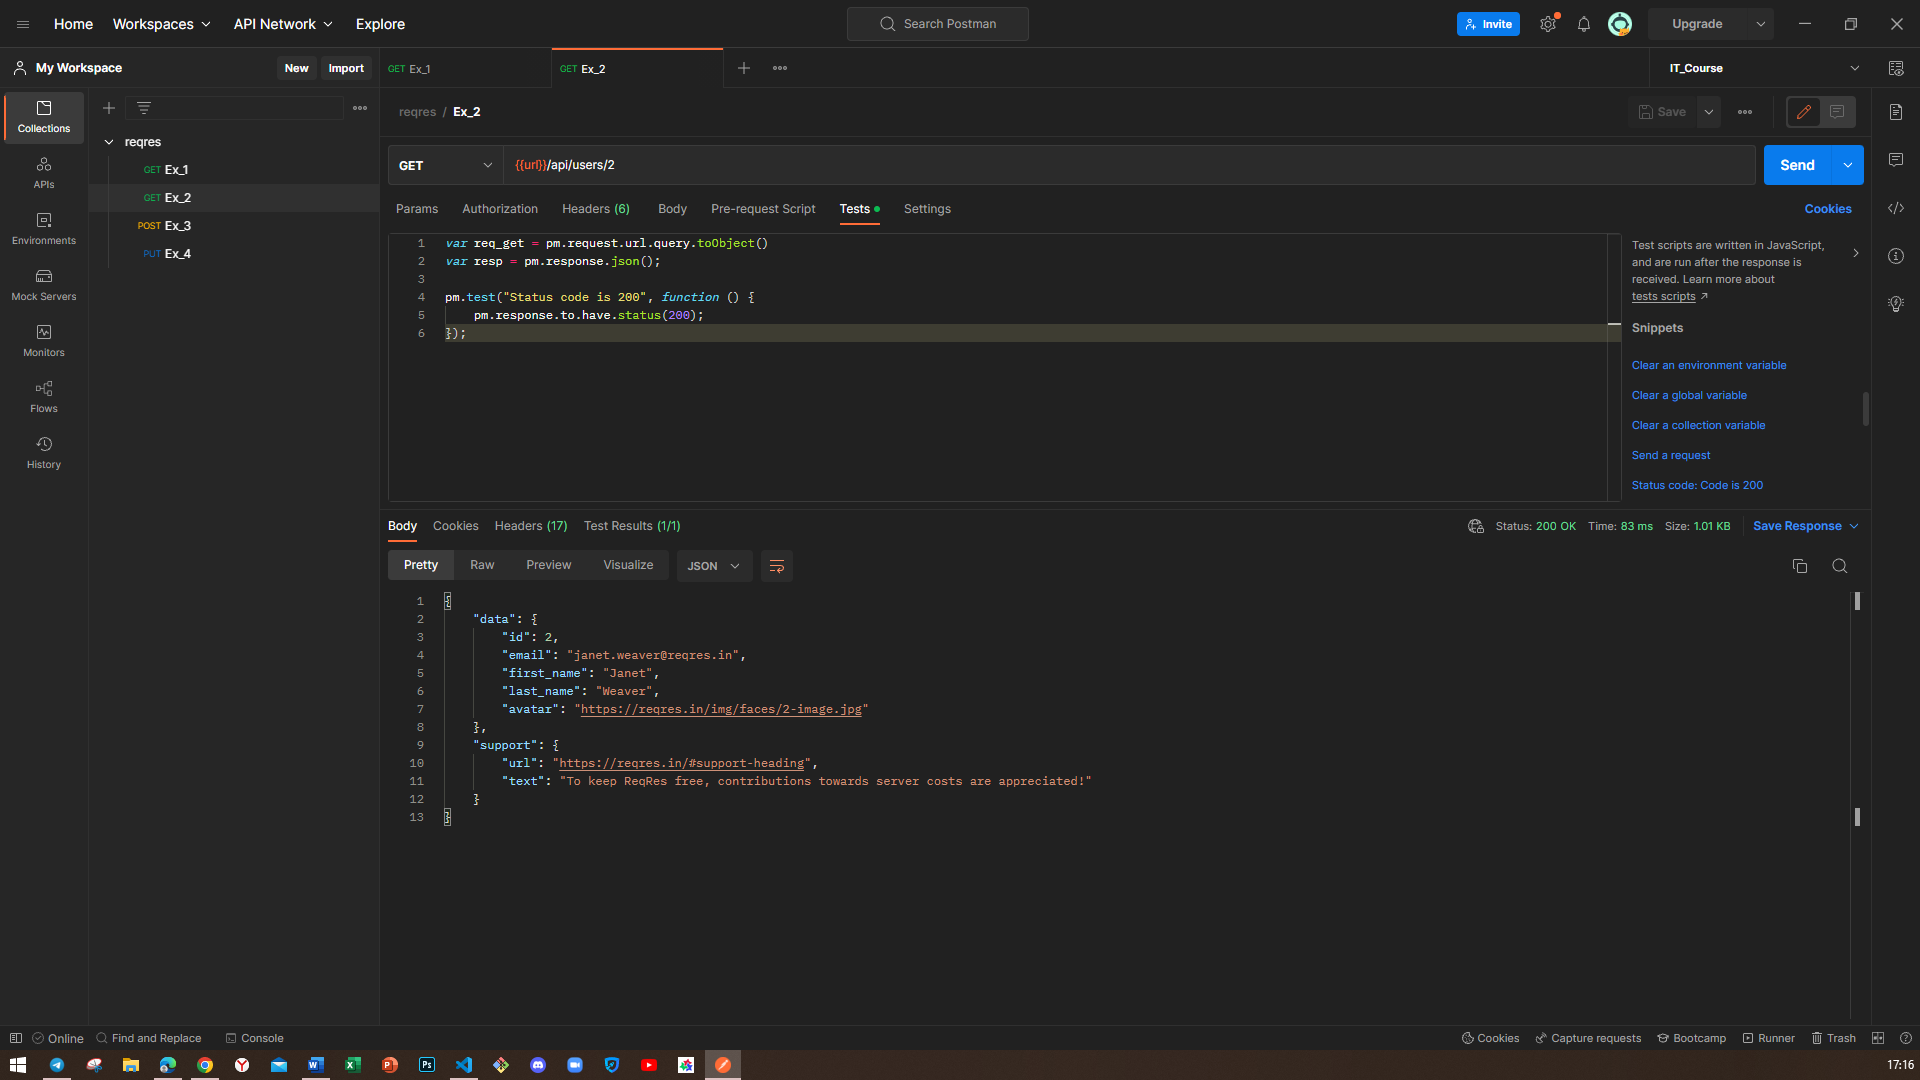 Home
Workspaces
API Network
Explore
Search Postman
Invite
Upgrade
My Workspace
New
Import
GET Ex_1
GET Ex_2
IT_Course
Collections
APIs
Environments
Mock Servers
Monitors
Flows
History
reqres
GET Ex_1
GET Ex_2
POST Ex_3
PUT Ex_4
reqres / Ex_2
Save
GET
{{url}}/api/users/2
Send
Params
Authorization
Headers (6)
Body
Pre-request Script
Tests
Settings
Cookies
1 var req_get = pm.request.url.query.toObject()
2 var resp = pm.response.json();
3
4 pm.test("Status code is 200", function () {
5 pm.response.to.have.status(200);
6 });
Test scripts are written in JavaScript,
and are run after the response is
received. Learn more about
tests scripts ↗
Snippets
Clear an environment variable
Clear a global variable
Clear a collection variable
Send a request
Status code: Code is 200
Body
Cookies
Headers (17)
Test Results (1/1)
Status: 200 OK
Time: 83 ms
Size: 1.01 KB
Save Response
Pretty
Raw
Preview
Visualize
JSON
1 {
2 "data": {
3 "id": 2,
4 "email": "janet.weaver@reqres.in",
5 "first_name": "Janet",
6 "last_name": "Weaver",
7 "avatar": "https://reqres.in/img/faces/2-image.jpg"
8 },
9 "support": {
10 "url": "https://reqres.in/#support-heading",
11 "text": "To keep ReqRes free, contributions towards server costs are appreciated!"
12 }
13 }
Online
Find and Replace
Console
Cookies
Capture requests
Bootcamp
Runner
Trash
17:16